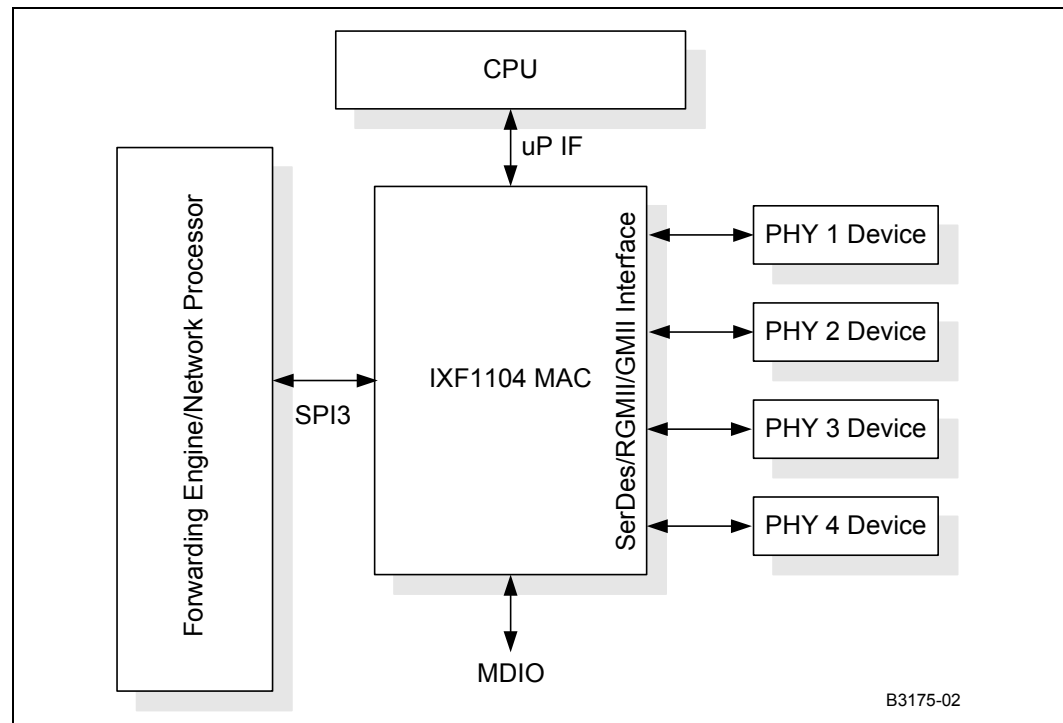 CPU
uP IF
Forwarding Engine/Network Processor
SPI3
IXF1104 MAC
SerDes/RGMII/GMII Interface
PHY 1 Device
PHY 2 Device
PHY 3 Device
PHY 4 Device
MDIO
B3175-02